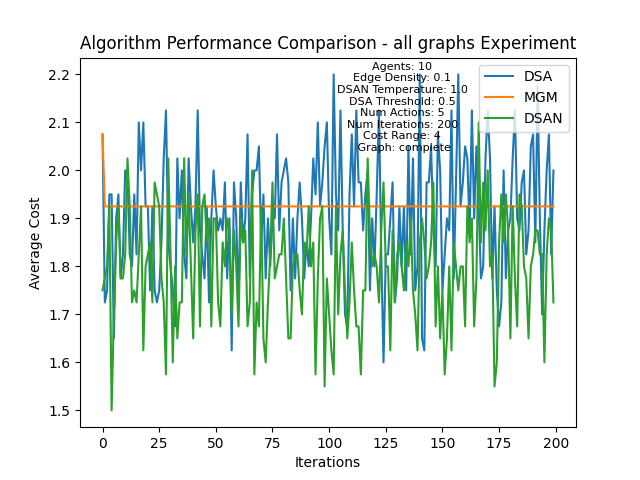 Algorithm Performance Comparison - all graphs Experiment
Agents: 10
Edge Density: 0.1
DSAN Temperature: 1.0
DSA Threshold: 0.5
Num Actions: 5
Num Iterations: 200
Cost Range: 4
Graph: complete
DSA
MGM
DSAN
Average Cost
2.2
2.1
2.0
1.9
1.8
1.7
1.6
1.5
0
25
50
75
100
125
150
175
200
Iterations